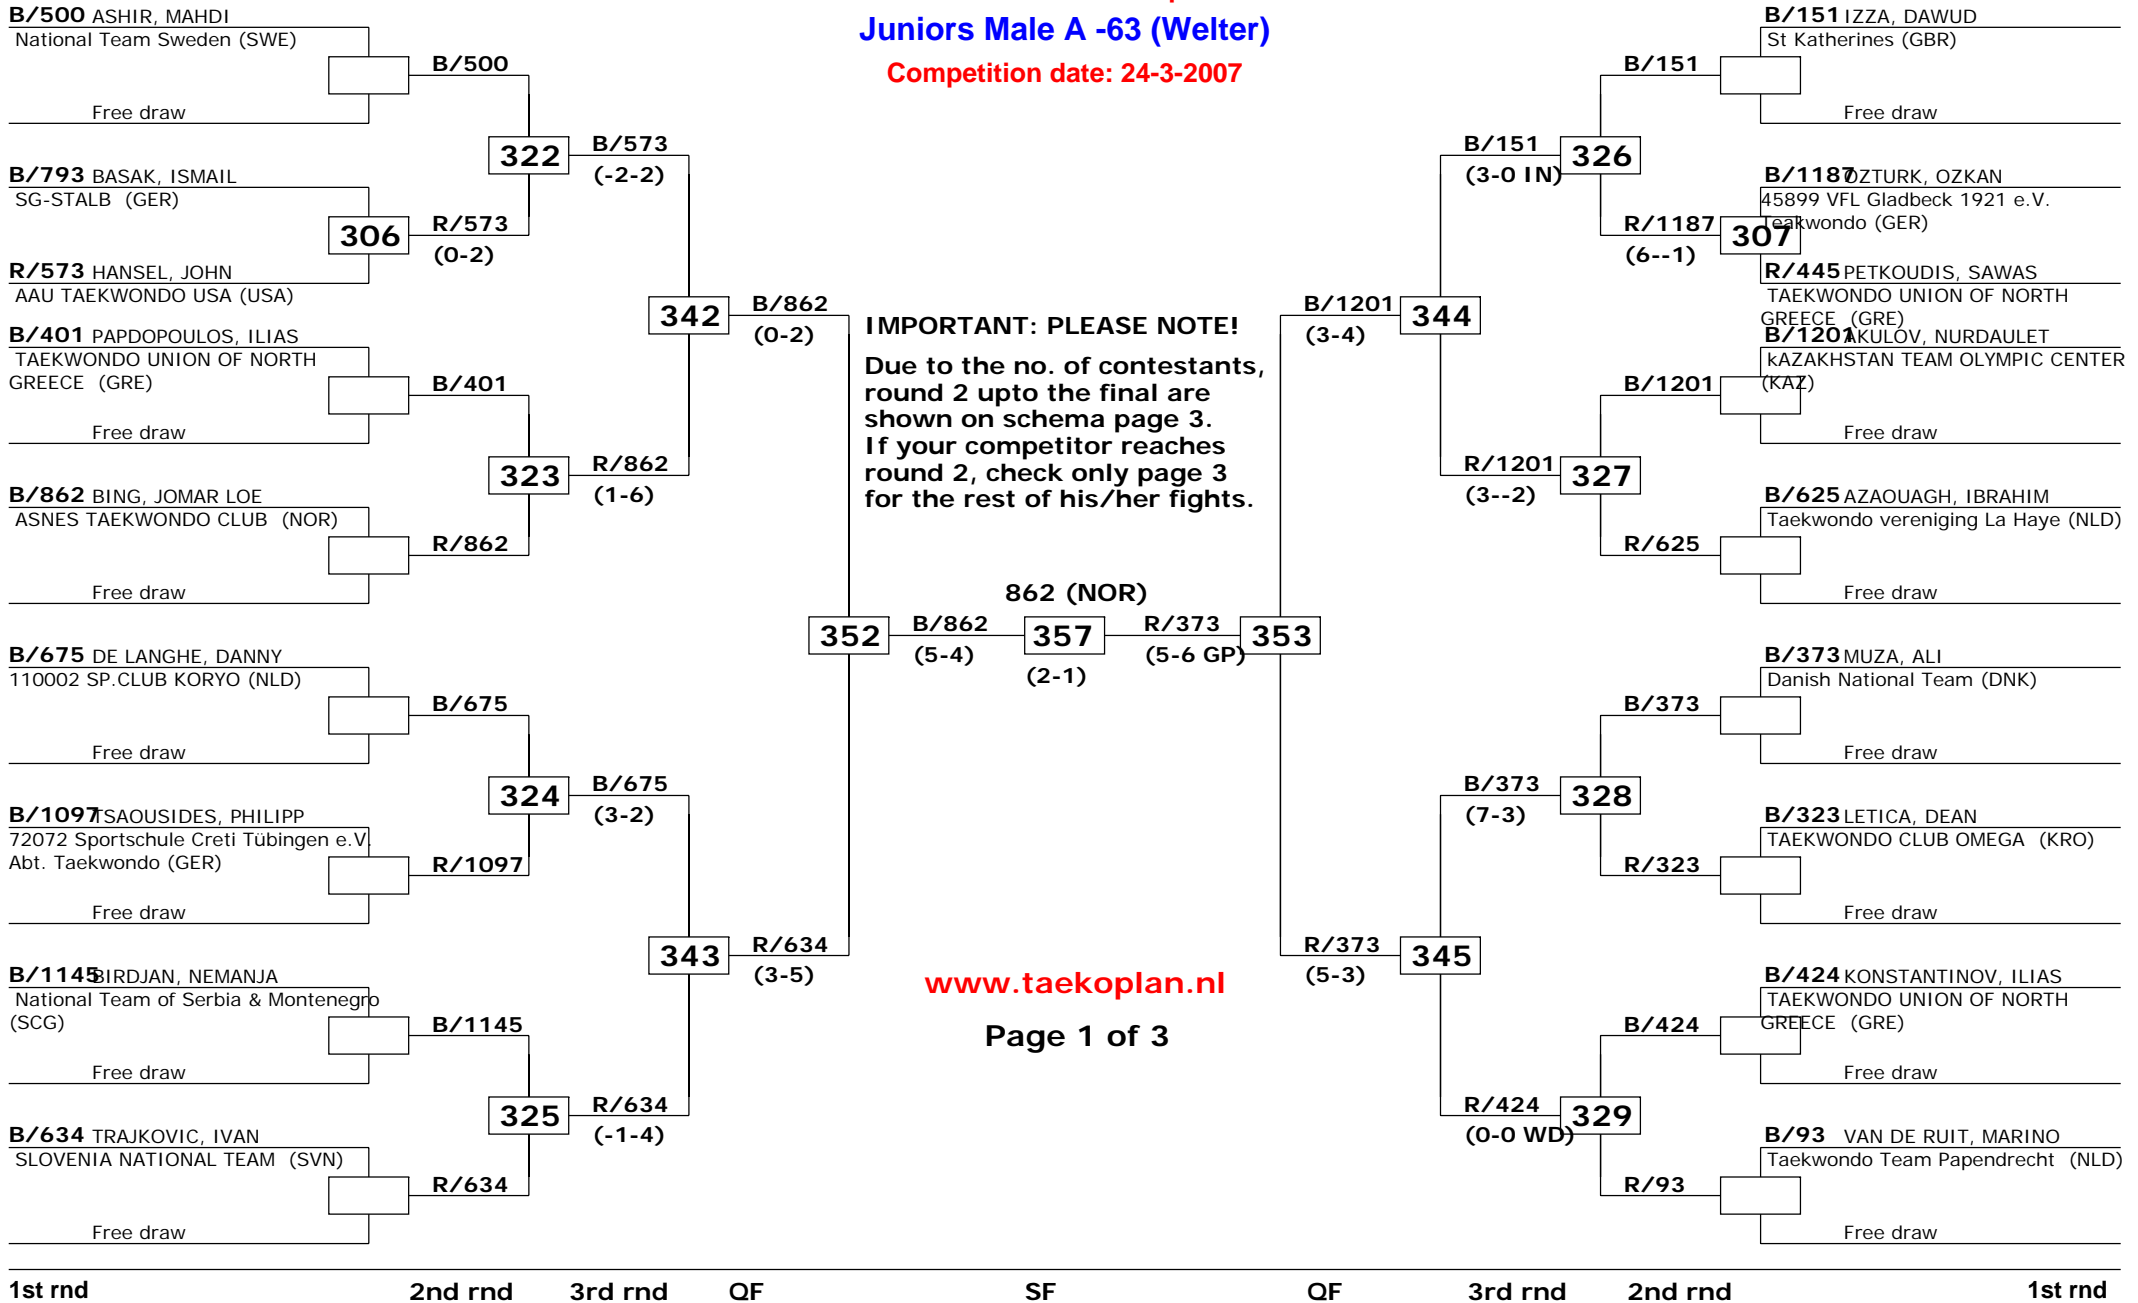 Juniors Male A -63 (Welter)
Competition date: 24-3-2007
B/500 ASHIR, MAHDI
National Team Sweden (SWE)
Free draw
B/500
B/793 BASAK, ISMAIL
SG-STALB (GER)
306
R/573
(0-2)
R/573 HANSEL, JOHN
AAU TAEKWONDO USA (USA)
322
B/573
(-2-2)
B/401 PAPDOPOULOS, ILIAS
TAEKWONDO UNION OF NORTH
GREECE (GRE)
B/401
Free draw
323
R/862
(1-6)
B/862 BING, JOMAR LOE
ASNES TAEKWONDO CLUB (NOR)
R/862
Free draw
342
B/862
(0-2)
B/675 DE LANGHE, DANNY
110002 SP.CLUB KORYO (NLD)
B/675
Free draw
324
B/675
(3-2)
B/1097 TSAOUSIDES, PHILIPP
72072 Sportschule Creti Tübingen e.V.
Abt. Taekwondo (GER)
R/1097
Free draw
343
R/634
(3-5)
B/1145 BIRDJAN, NEMANJA
National Team of Serbia & Montenegro
(SCG)
B/1145
Free draw
325
R/634
(-1-4)
B/634 TRAJKOVIC, IVAN
SLOVENIA NATIONAL TEAM (SVN)
R/634
Free draw
IMPORTANT: PLEASE NOTE!
Due to the no. of contestants,
round 2 upto the final are
shown on schema page 3.
If your competitor reaches
round 2, check only page 3
for the rest of his/her fights.
862 (NOR)
352
B/862
(5-4)
357
(2-1)
R/373
(5-6 GP)
353
www.taekoplan.nl
Page 1 of 3
B/151 IZZA, DAWUD
St Katherines (GBR)
B/151
Free draw
B/151
(3-0 IN)
326
B/1187 OZTURK, OZKAN
45899 VFL Gladbeck 1921 e.V.
Teakwondo (GER)
R/1187
(6--1)
307
R/445 PETKOUDIS, SAWAS
TAEKWONDO UNION OF NORTH
GREECE (GRE)
B/1201
(3-4)
344
B/1201 AKULOV, NURDAULET
kAZAKHSTAN TEAM OLYMPIC CENTER
(KAZ)
B/1201
Free draw
R/1201
(3--2)
327
B/625 AZAOUAGH, IBRAHIM
Taekwondo vereniging La Haye (NLD)
R/625
Free draw
B/373 MUZA, ALI
Danish National Team (DNK)
B/373
Free draw
B/373
(7-3)
328
B/323 LETICA, DEAN
TAEKWONDO CLUB OMEGA (KRO)
R/323
Free draw
R/373
(5-3)
345
B/424 KONSTANTINOV, ILIAS
TAEKWONDO UNION OF NORTH
GREECE (GRE)
B/424
Free draw
R/424
(0-0 WD)
329
B/93 VAN DE RUIT, MARINO
Taekwondo Team Papendrecht (NLD)
R/93
Free draw
1st rnd 2nd rnd 3rd rnd QF SF QF 3rd rnd 2nd rnd 1st rnd